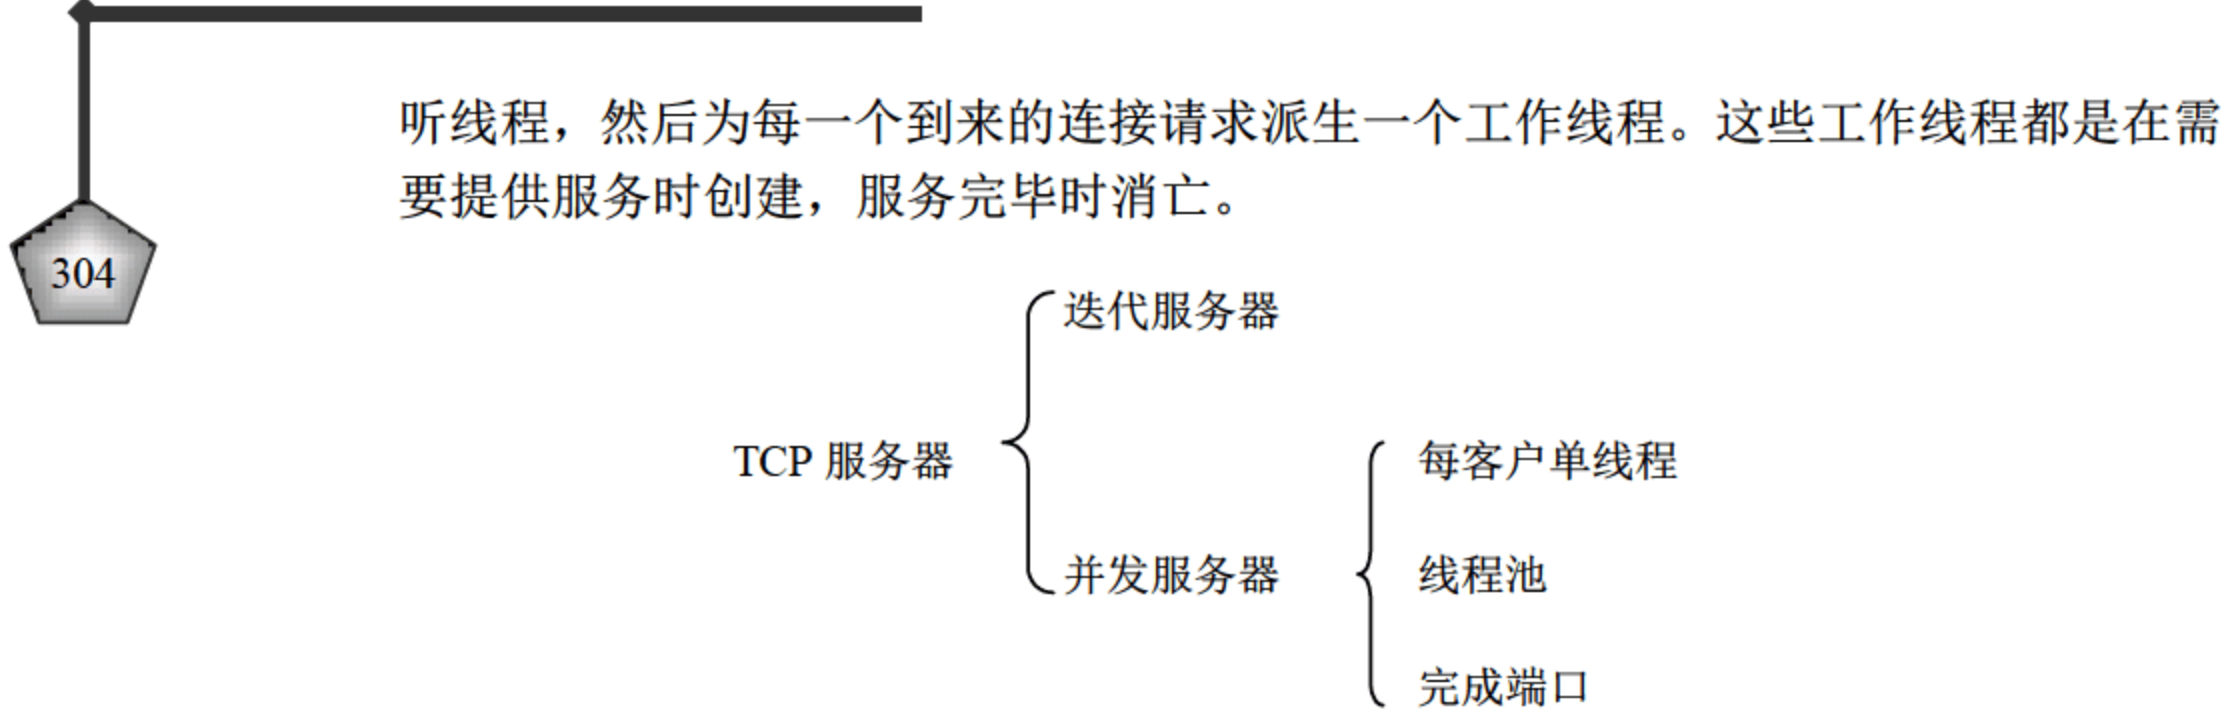 听线程，然后为每一个到来的连接请求派生一个工作线程。这些工作线程都是在需
要提供服务时创建，服务完毕时消亡。
304
迭代服务器
TCP 服务器
每客户单线程
并发服务器
线程池
完成端口